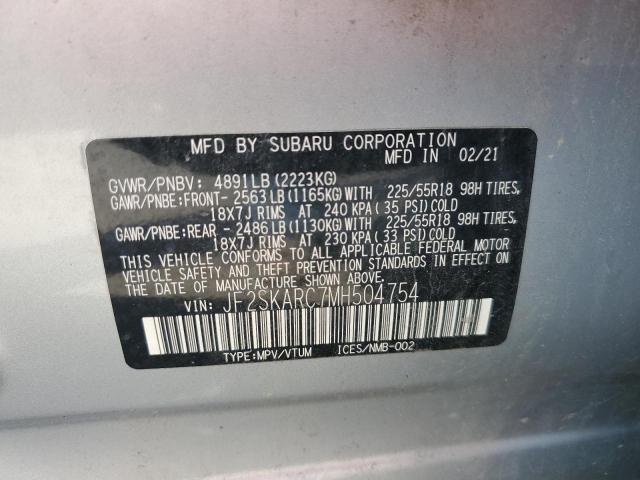 MFD BY SUBARU CORPORATION
MFD IN 02/21
GVWR/PNBV: 4891LB(2223KG)
GAWR/PNBE:FRONT- 2563LB(1165KG)WITH 225/55R18 98H TIRES,
18X7J RIMS AT 240 KPA(35 PSI)COLD
GAWR/PNBE:REAR - 2486LB(1130KG)WITH 225/55R18 98H TIRES,
18X7J RIMS AT 230 KPA(33 PSI)COLD
THIS VEHICLE CONFORMS TO ALL APPLICABLE FEDERAL MOTOR
VEHICLE SAFETY AND THEFT PREVENTION STANDARDS IN EFFECT ON
THE DATE OF MANUFACTURE SHOWN ABOVE.
VIN: JF2SKARC7MH504754
TYPE:MPV/VTUM ICES/NMB-002